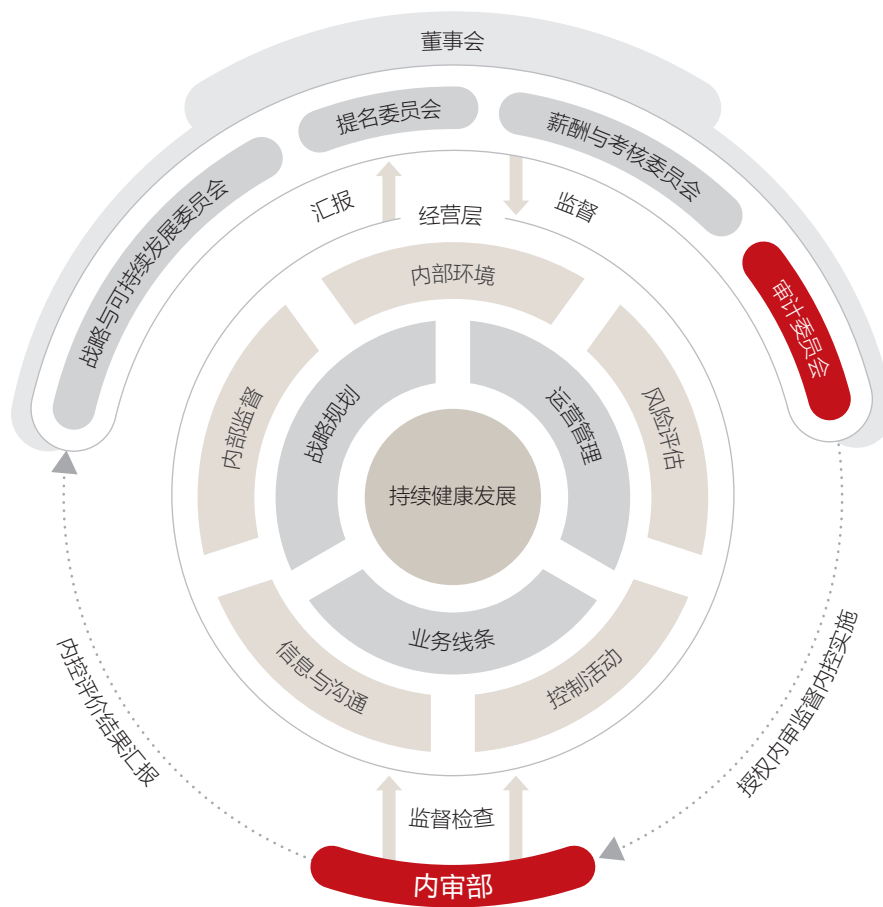 董事会
提名委员会
薪酬与考核委员会
战略与可持续发展委员会
审计委员会
汇报
经营层
监督
内部环境
内部监督
战略规划
运营管理
风险评估
持续健康发展
业务线条
信息与沟通
控制活动
内控评价结果汇报
授权内审监督内控实施
监督检查
内审部